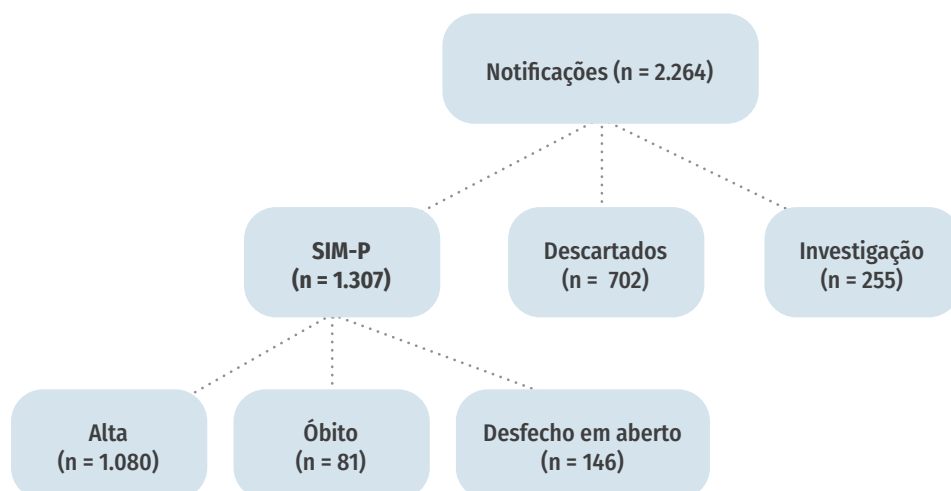 Notificações (n = 2.264)
SIM-P
(n = 1.307)
Descartados
(n = 702)
Investigação
(n = 255)
Alta
(n = 1.080)
Óbito
(n = 81)
Desfecho em aberto
(n = 146)